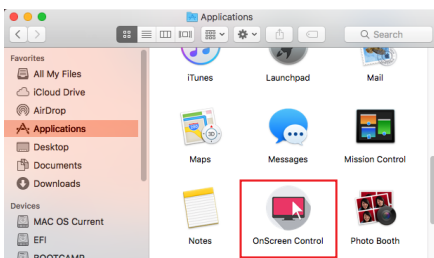 Applications
Search
Favorites
All My Files
iCloud Drive
AirDrop
Applications
Desktop
Documents
Downloads
Devices
MAC OS Current
EFI
BOOTCAMP
iTunes
Launchpad
Mail
Maps
Messages
Mission Control
Notes
OnScreen Control
Photo Booth